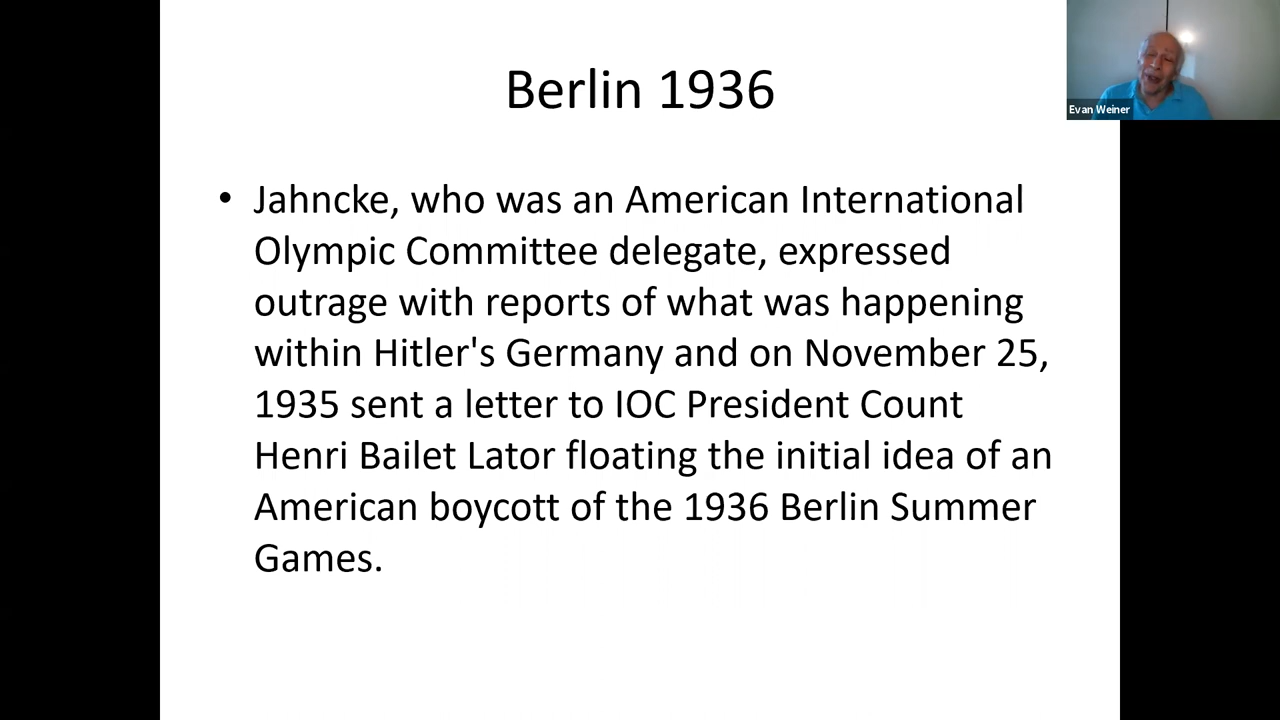 Berlin 1936
Evan Weiner
• Jahncke, who was an American International
Olympic Committee delegate, expressed
outrage with reports of what was happening
within Hitler's Germany and on November 25,
1935 sent a letter to IOC President Count
Henri Bailet Lator floating the initial idea of an
American boycott of the 1936 Berlin Summer
Games.